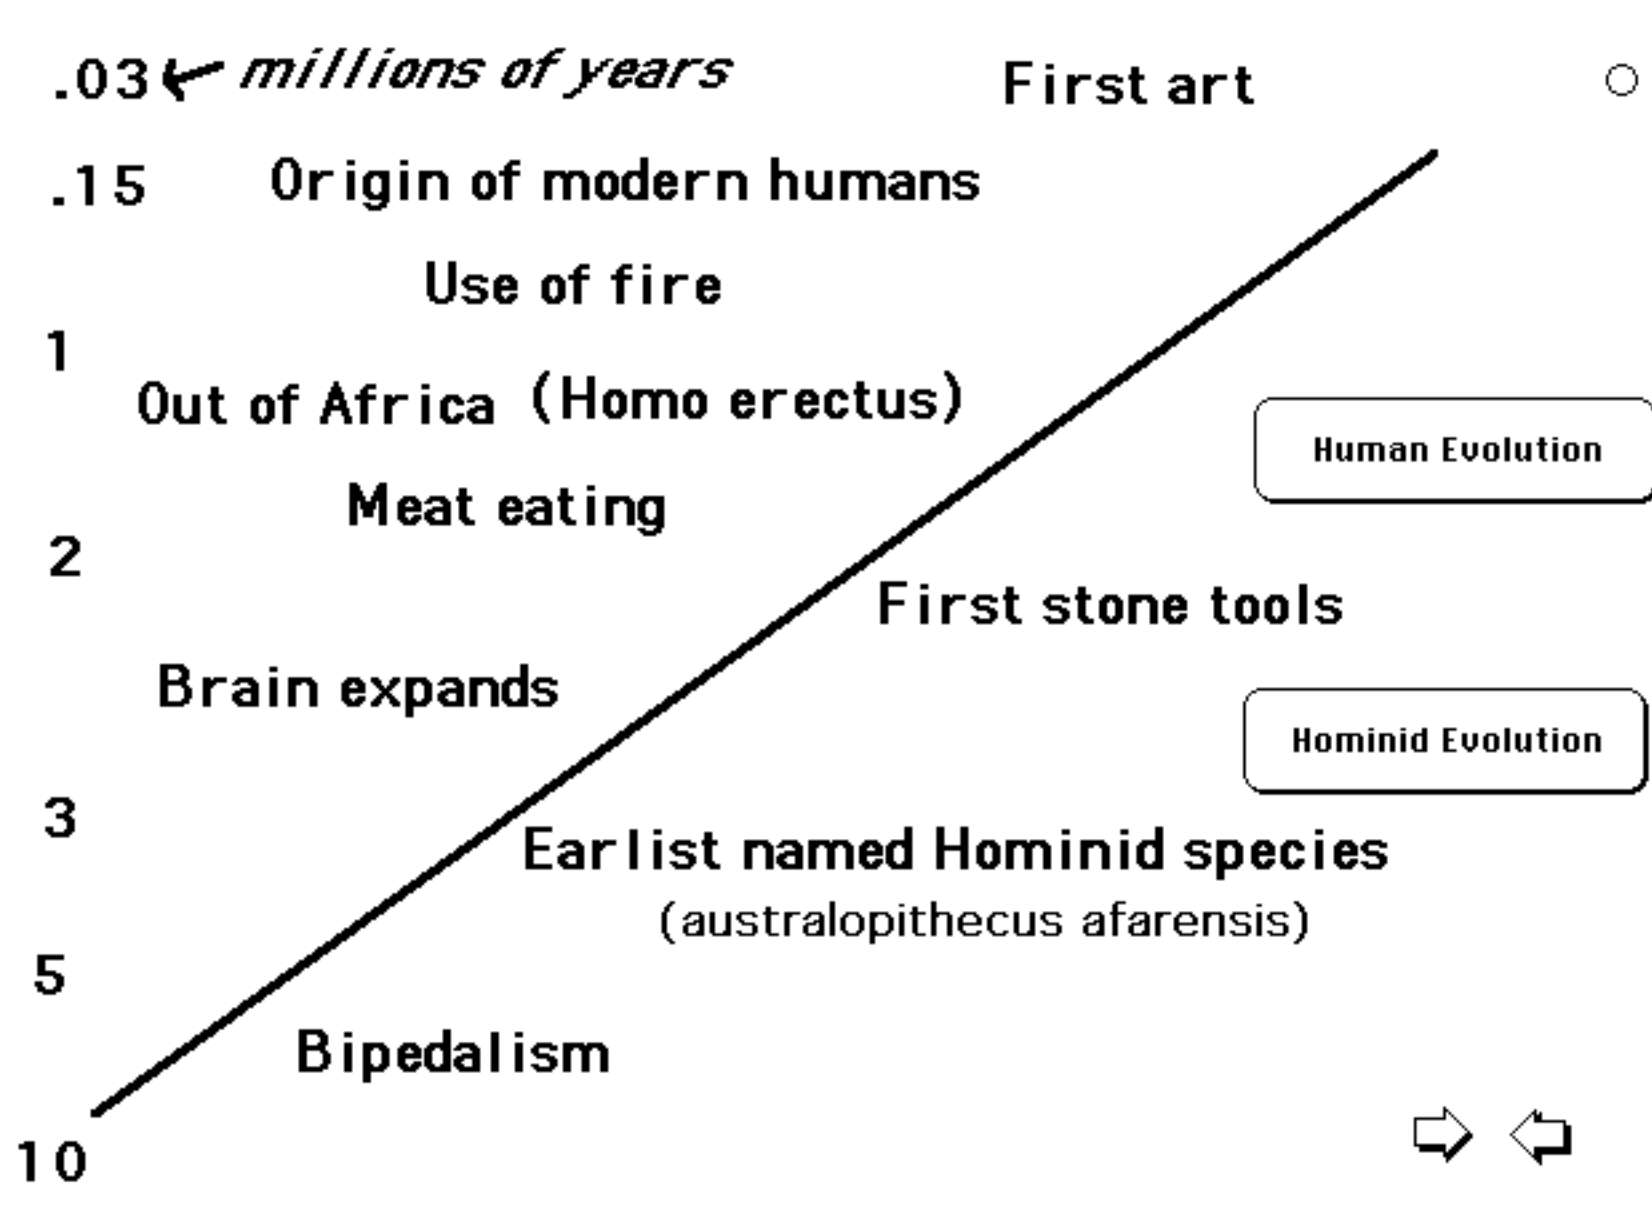 .03 millions of years First art
.15 Origin of modern humans
Use of fire
1
Out of Africa (Homo erectus)
Human Evolution
Meat eating
2
First stone tools
Brain expands
Hominid Evolution
3
Earlist named Hominid species
(australopithecus afarensis)
5
Bipedalism
10